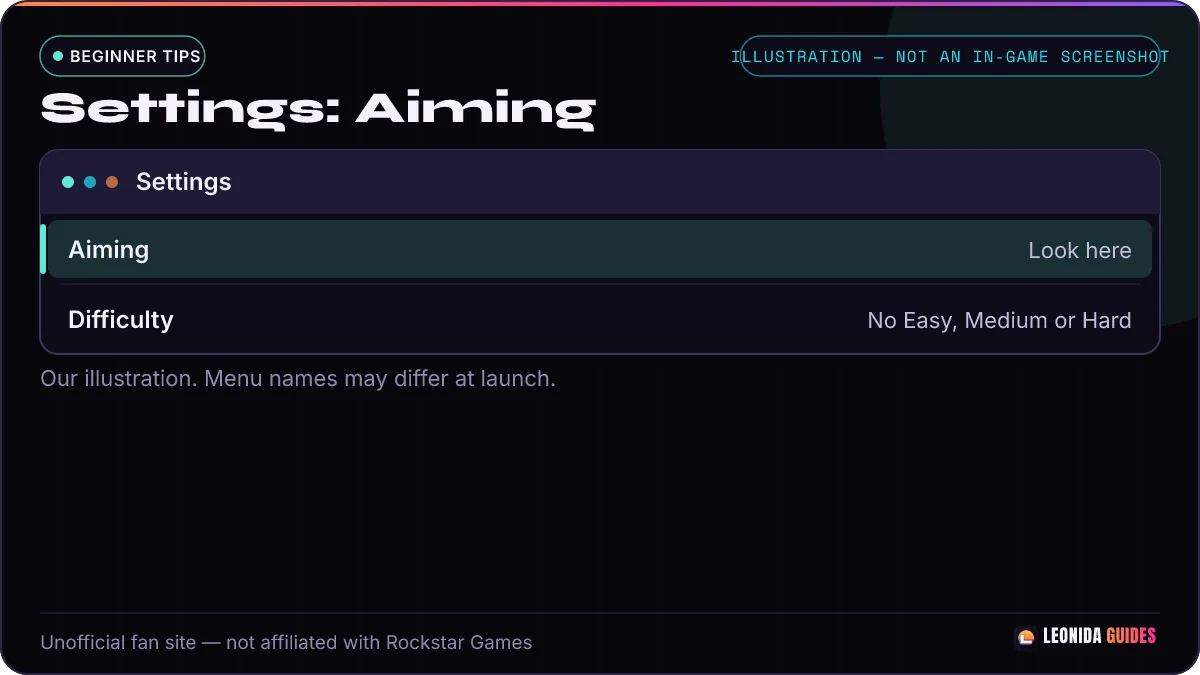 BEGINNER TIPS
ILLUSTRATION — NOT AN IN-GAME SCREENSHOT
Settings: Aiming
Settings
Aiming
Look here
Difficulty
No Easy, Medium or Hard
Our illustration. Menu names may differ at launch.
Unofficial fan site — not affiliated with Rockstar Games
LEONIDA GUIDES